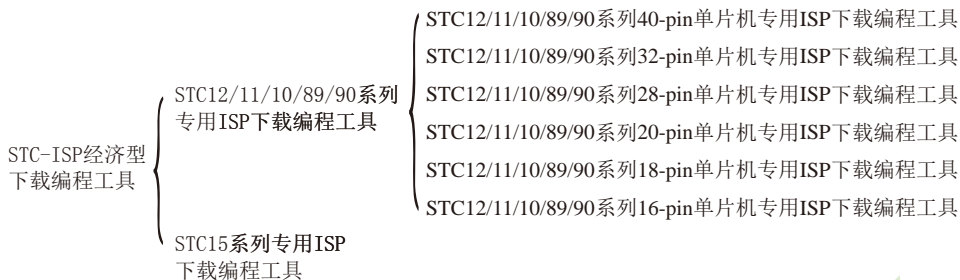 STC-ISP经济型
下载编程工具
STC12/11/10/89/90系列
专用ISP下载编程工具
STC12/11/10/89/90系列40-pin单片机专用ISP下载编程工具
STC12/11/10/89/90系列32-pin单片机专用ISP下载编程工具
STC12/11/10/89/90系列28-pin单片机专用ISP下载编程工具
STC12/11/10/89/90系列20-pin单片机专用ISP下载编程工具
STC12/11/10/89/90系列18-pin单片机专用ISP下载编程工具
STC12/11/10/89/90系列16-pin单片机专用ISP下载编程工具
STC15系列专用ISP
下载编程工具